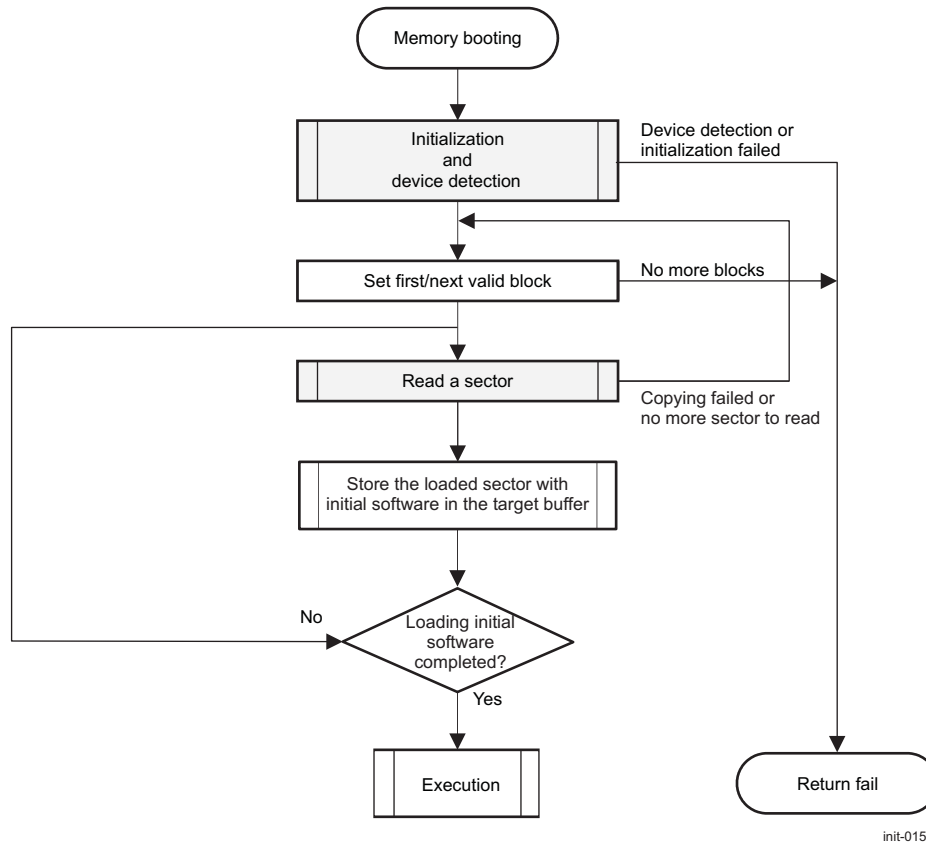 Memory booting
Initialization
and
device detection
Device detection or
initialization failed
Set first/next valid block
No more blocks
Read a sector
Copying failed or
no more sector to read
Store the loaded sector with
initial software in the target buffer
No
Loading initial
software
completed?
Yes
Execution
Return fail
init-015